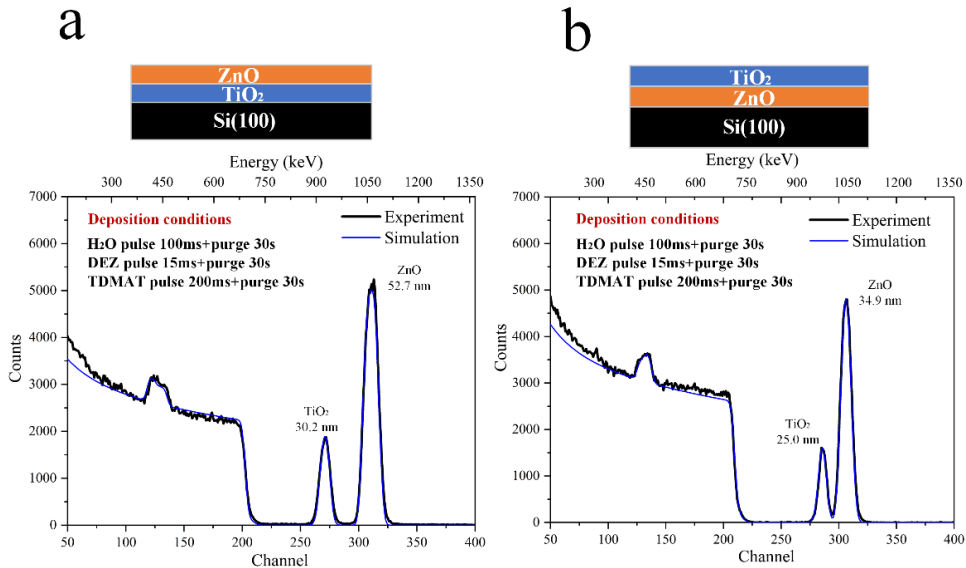 a
ZnO
TiO₂
Si(100)
Energy (keV)
300 450 600 750 900 1050 1200 1350
7000
6000
5000
4000
3000
2000
1000
0
Counts
Deposition conditions
H₂O pulse 100ms+purge 30s
DEZ pulse 15ms+purge 30s
TDMAT pulse 200ms+purge 30s
Experiment
Simulation
ZnO
52.7 nm
TiO₂
30.2 nm
50 100 150 200 250 300 350 400
Channel
b
TiO₂
ZnO
Si(100)
Energy (keV)
300 450 600 750 900 1050 1200 1350
7000
6000
5000
4000
3000
2000
1000
0
Counts
Deposition conditions
H₂O pulse 100ms+purge 30s
DEZ pulse 15ms+purge 30s
TDMAT pulse 200ms+purge 30s
Experiment
Simulation
ZnO
34.9 nm
TiO₂
25.0 nm
50 100 150 200 250 300 350 400
Channel